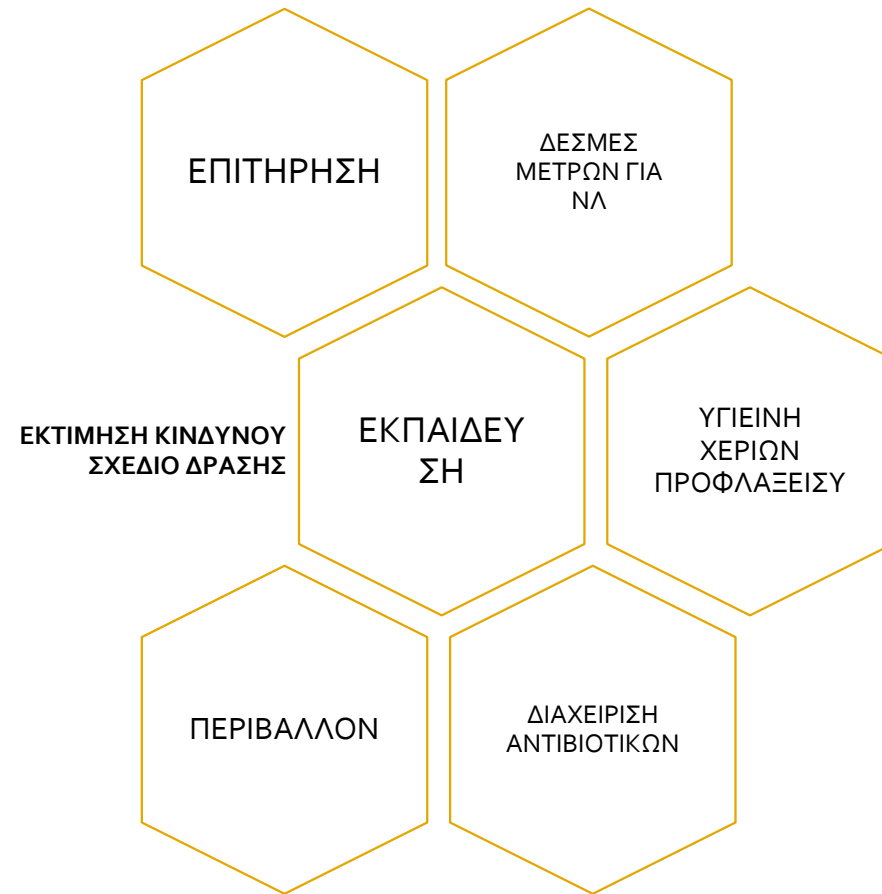 ΕΠΙΤΗΡΗΣΗ
ΔΕΣΜΕΣ
ΜΕΤΡΩΝ ΓΙΑ
ΝΛ
ΕΚΤΙΜΗΣΗ ΚΙΝΔΥΝΟΥ
ΣΧΕΔΙΟ ΔΡΑΣΗΣ
ΕΚΠΑΙΔΕΥ
ΣΗ
ΥΓΙΕΙΝΗ
ΧΕΡΙΩΝ
ΠΡΟΦΛΑΞΕΙΣΥ
ΠΕΡΙΒΑΛΛΟΝ
ΔΙΑΧΕΙΡΙΣΗ
ΑΝΤΙΒΙΟΤΙΚΩΝ